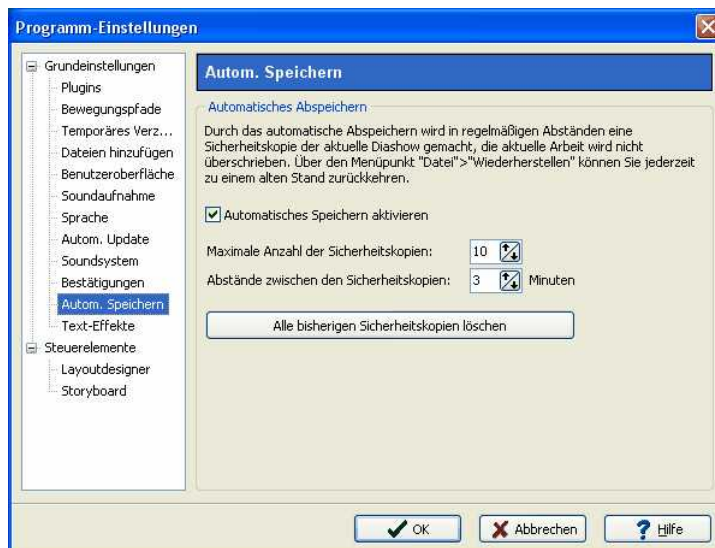 Programm-Einstellungen
Grundeinstellungen
Plugins
Bewegungspfade
Temporäres Verz...
Dateien hinzufügen
Benutzeroberfläche
Soundaufnahme
Sprache
Autom. Update
Soundsystem
Bestätigungen
Autom. Speichern
Text-Effekte
Steuerelemente
Layoutdesigner
Storyboard
Autom. Speichern
Automatisches Abspeichern
Durch das automatische Abspeichern wird in regelmäßigen Abständen eine
Sicherheitskopie der aktuelle Diashow gemacht, die aktuelle Arbeit wird nicht
überschrieben. Über den Menüpunkt "Datei">"Wiederherstellen" können Sie jederzeit
zu einem alten Stand zurückkehren.
Automatisches Speichern aktivieren
Maximale Anzahl der Sicherheitskopien: 10
Abstände zwischen den Sicherheitskopien: 3 Minuten
Alle bisherigen Sicherheitskopien löschen
OK Abbrechen Hilfe